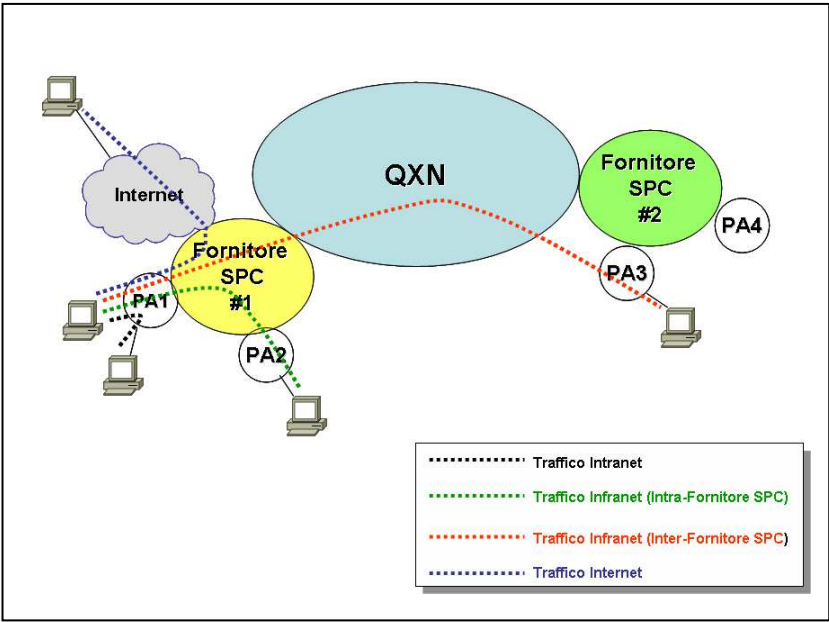 QXN
Fornitore
SPC
#2
Internet
PA4
Fornitore
SPC
#1
PA3
PA1
PA2
Traffico Intranet
Traffico Infranet (Intra-Fornitore SPC)
Traffico Infranet (Inter-Fornitore SPC)
Traffico Internet